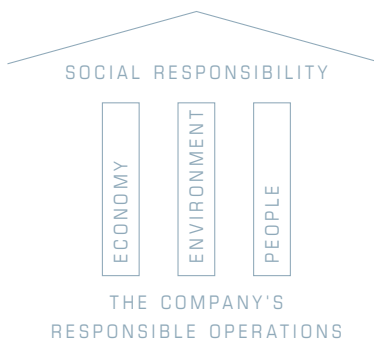 SOCIAL RESPONSIBILITY
ECONOMY
ENVIRONMENT
PEOPLE
THE COMPANY'S
RESPONSIBLE OPERATIONS